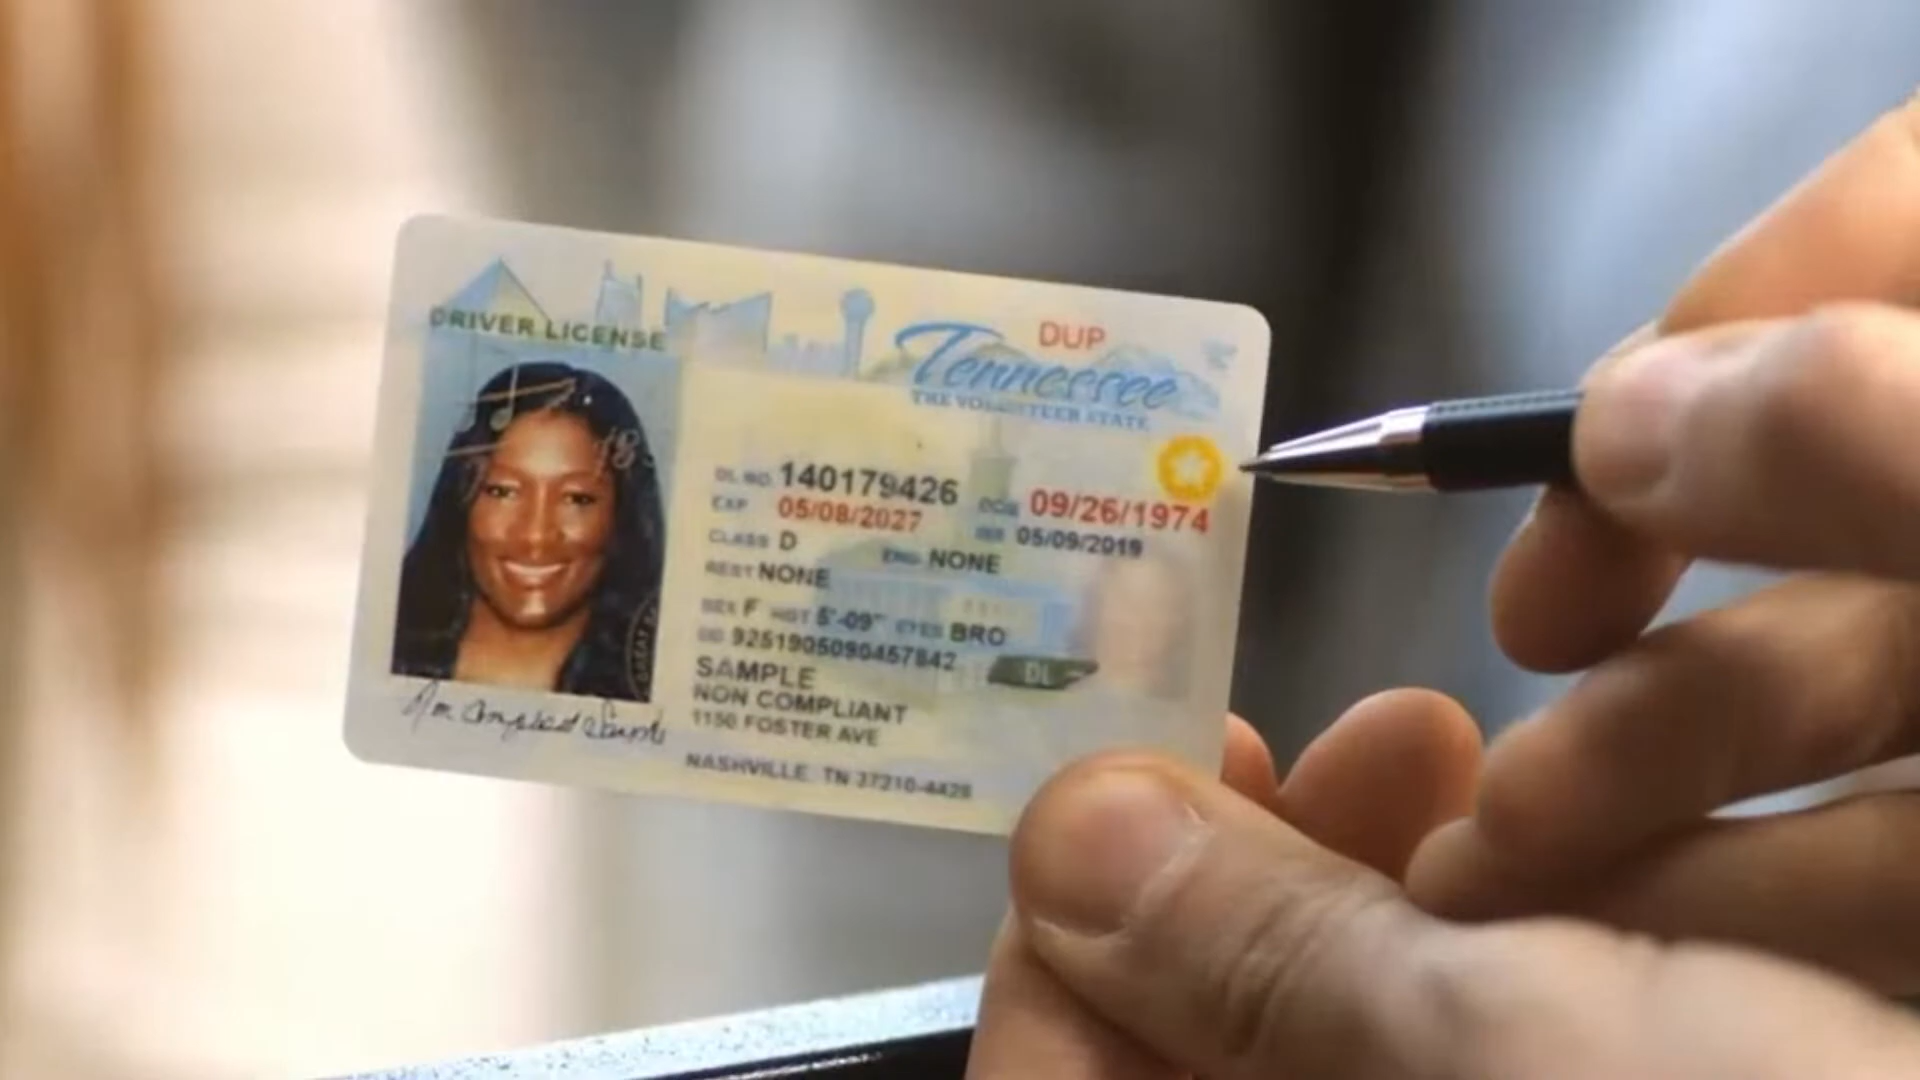 DRIVER LICENSE
DUP
Tennessee
THE VOLUNTEER STATE
DL NO. 140179426
DOB 09/26/1974
EXP 05/08/2027
ISS 05/09/2019
CLASS D
END NONE
REST NONE
SEX F HGT 5'-09" EYES BRO
DD 9251905090457842
DL
SAMPLE
NON COMPLIANT
1150 FOSTER AVE
NASHVILLE, TN 37210-4428